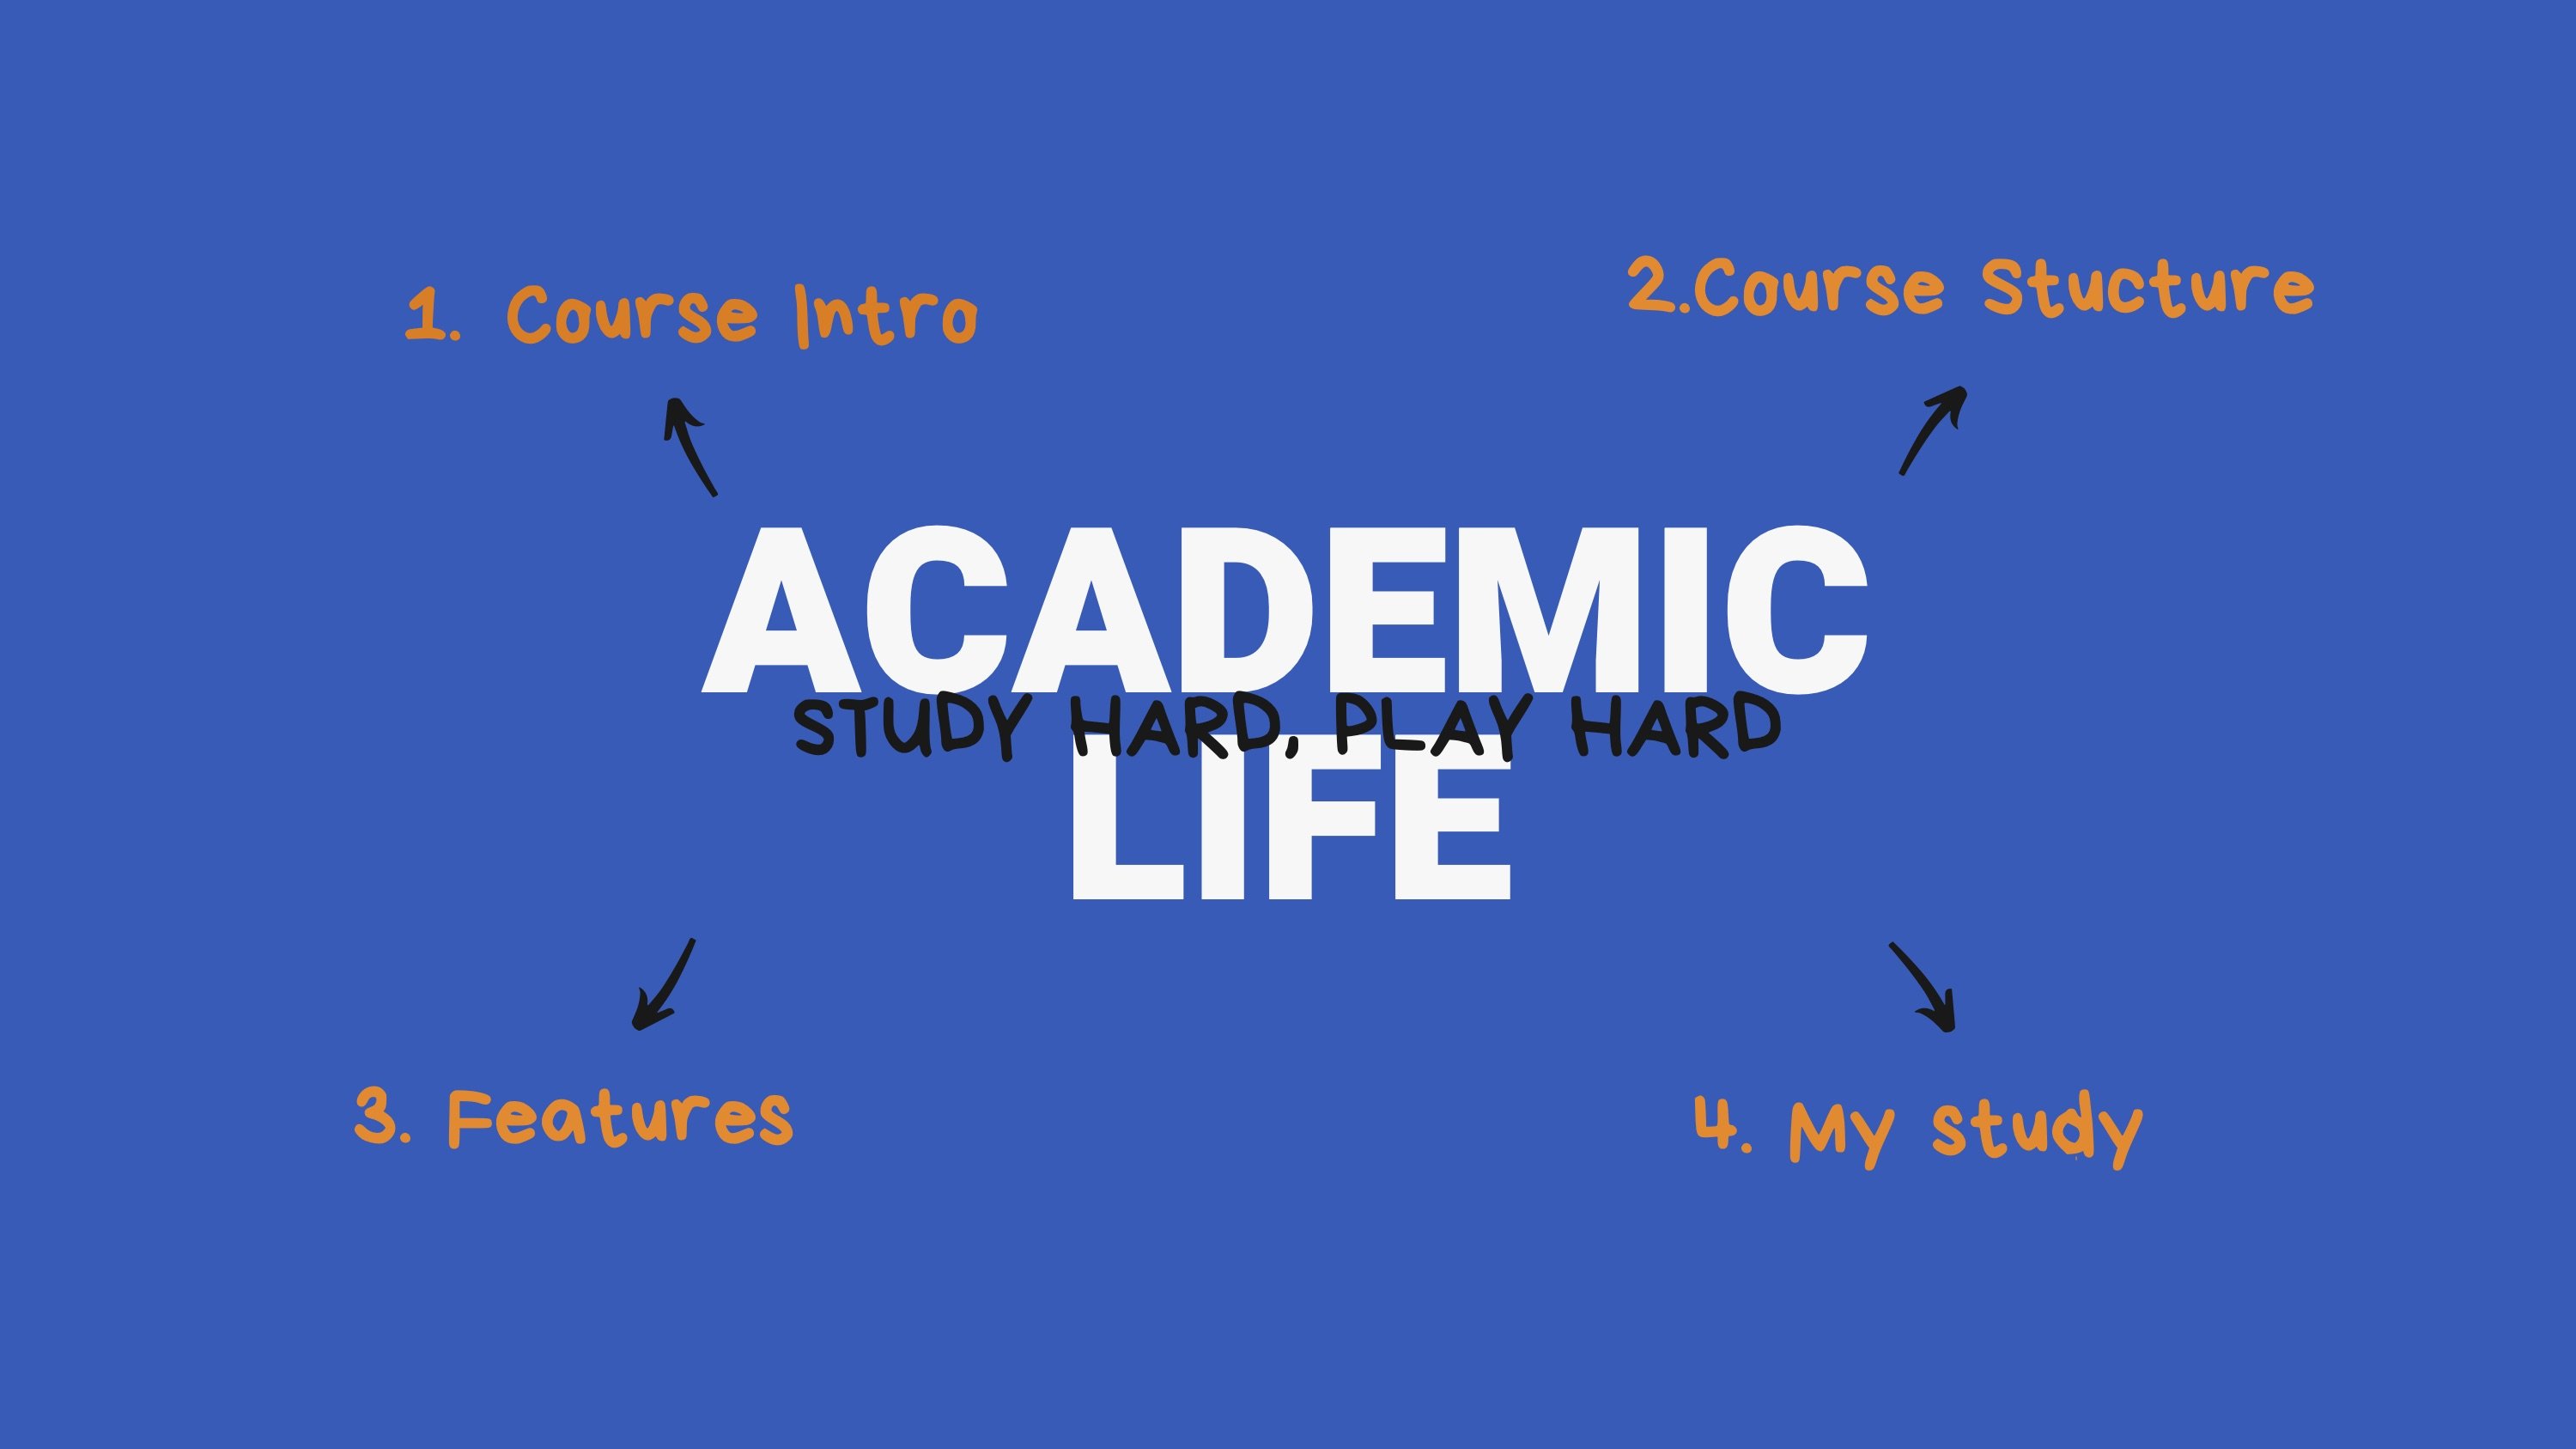 1. Course Intro
2.Course Stucture
ACADEMIC
STUDY HARD, PLAY HARD
LIFE
3. Features
4. My study